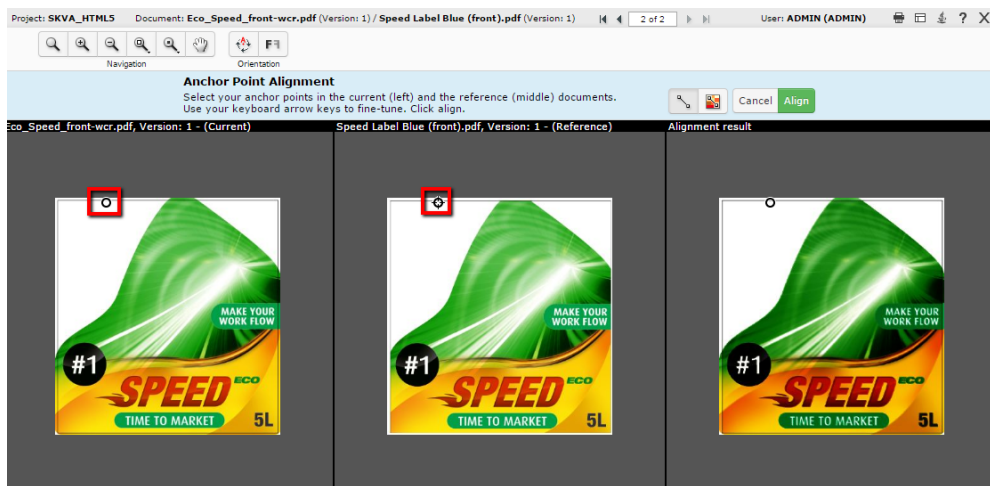 Project: SKVA_HTML5 Document: Eco_Speed_front-wcr.pdf (Version: 1) / Speed Label Blue (front).pdf (Version: 1) 2 of 2 User: ADMIN (ADMIN) ? X
F
Navigation Orientation
Anchor Point Alignment
Select your anchor points in the current (left) and the reference (middle) documents.
Use your keyboard arrow keys to fine-tune. Click align.
Cancel Align
Eco_Speed_front-wcr.pdf, Version: 1 - (Current) Speed Label Blue (front).pdf, Version: 1 - (Reference) Alignment result
MAKE YOUR
WORK FLOW
#1
SPEED ECO
TIME TO MARKET 5L
MAKE YOUR
WORK FLOW
#1
SPEED ECO
TIME TO MARKET 5L
MAKE YOUR
WORK FLOW
#1
SPEED ECO
TIME TO MARKET 5L